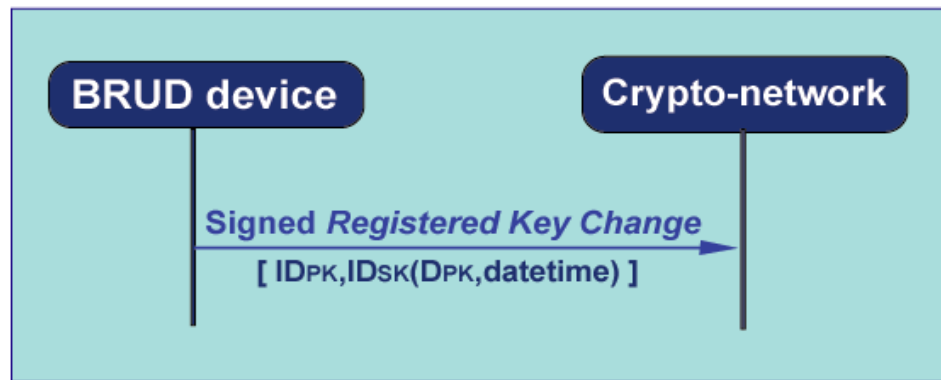 BRUD device
Crypto-network
Signed Registered Key Change
[ IDPK,IDSK(DPK,datetime) ]